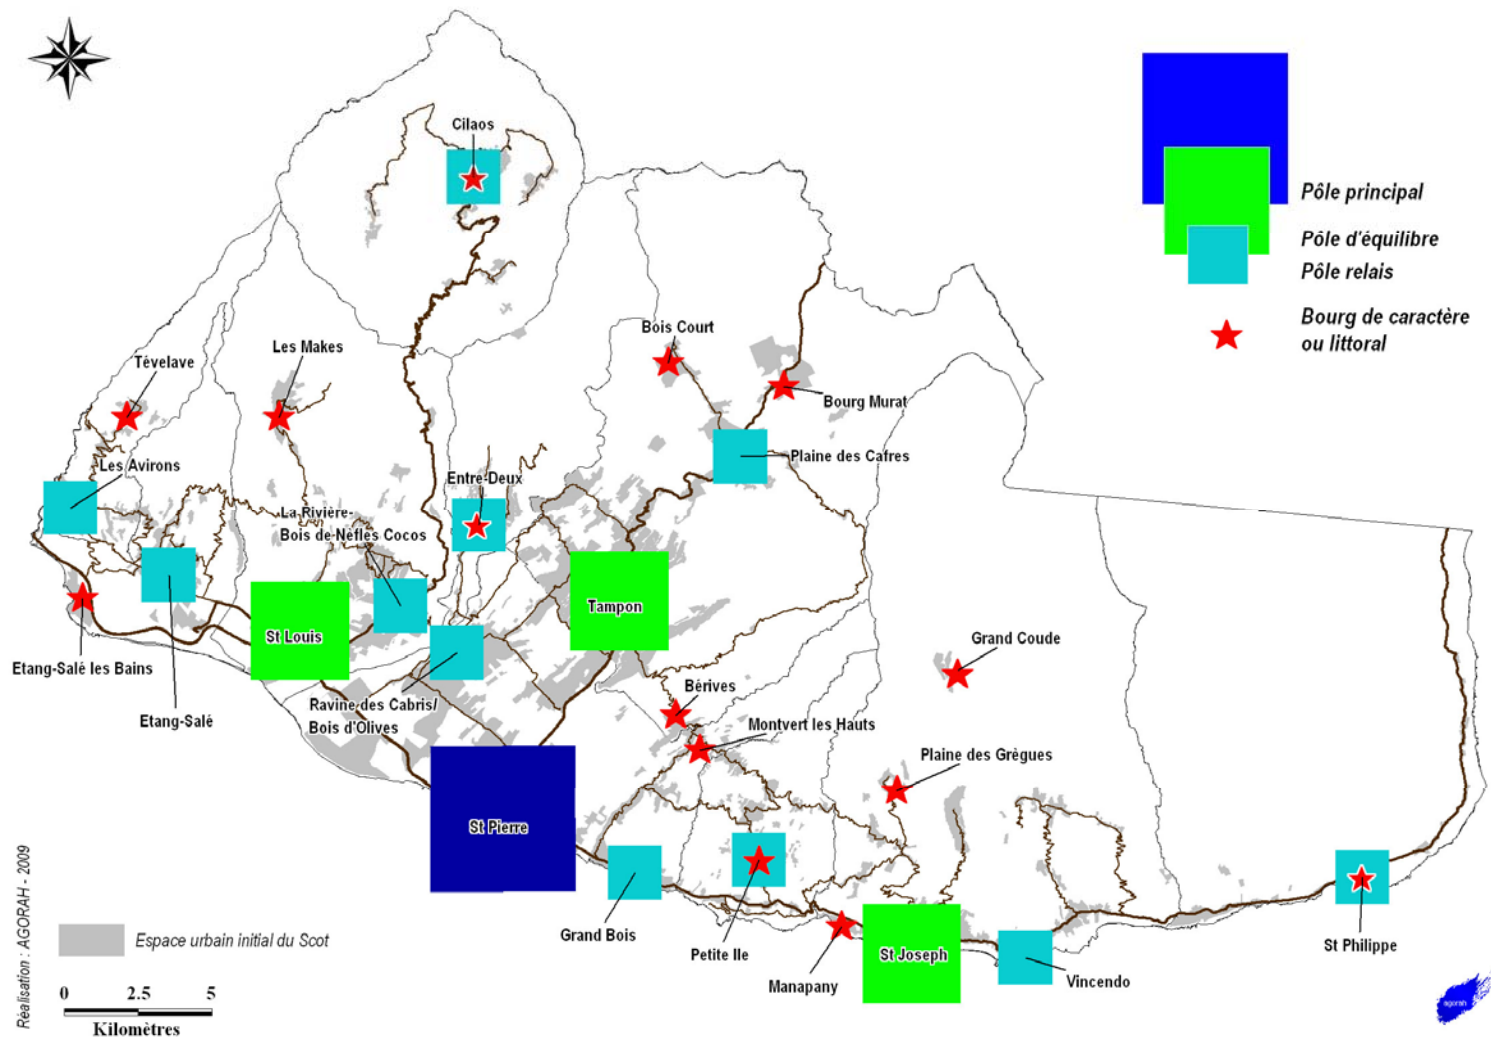 Cilaos
Pôle principal
Pôle d'équilibre
Pôle relais
Bourg de caractère
ou littoral
Bois Court
Les Makes
Tévelave
Bourg Murat
Plaine des Cafres
Les Avirons
Entre-Deux
La Rivière-
Bois de Nèfles Cocos
Tampon
St Louis
Grand Coude
Etang-Salé les Bains
Bérives
Ravine des Cabris/
Bois d'Olives
Etang-Salé
Montvert les Hauts
Plaine des Grègues
St Pierre
Grand Bois
Petite Ile
St Joseph
St Philippe
Manapany
Vincendo
Espace urbain initial du Scot
0 2.5 5
Kilomètres
Réalisation : AGORAH - 2009
agorah